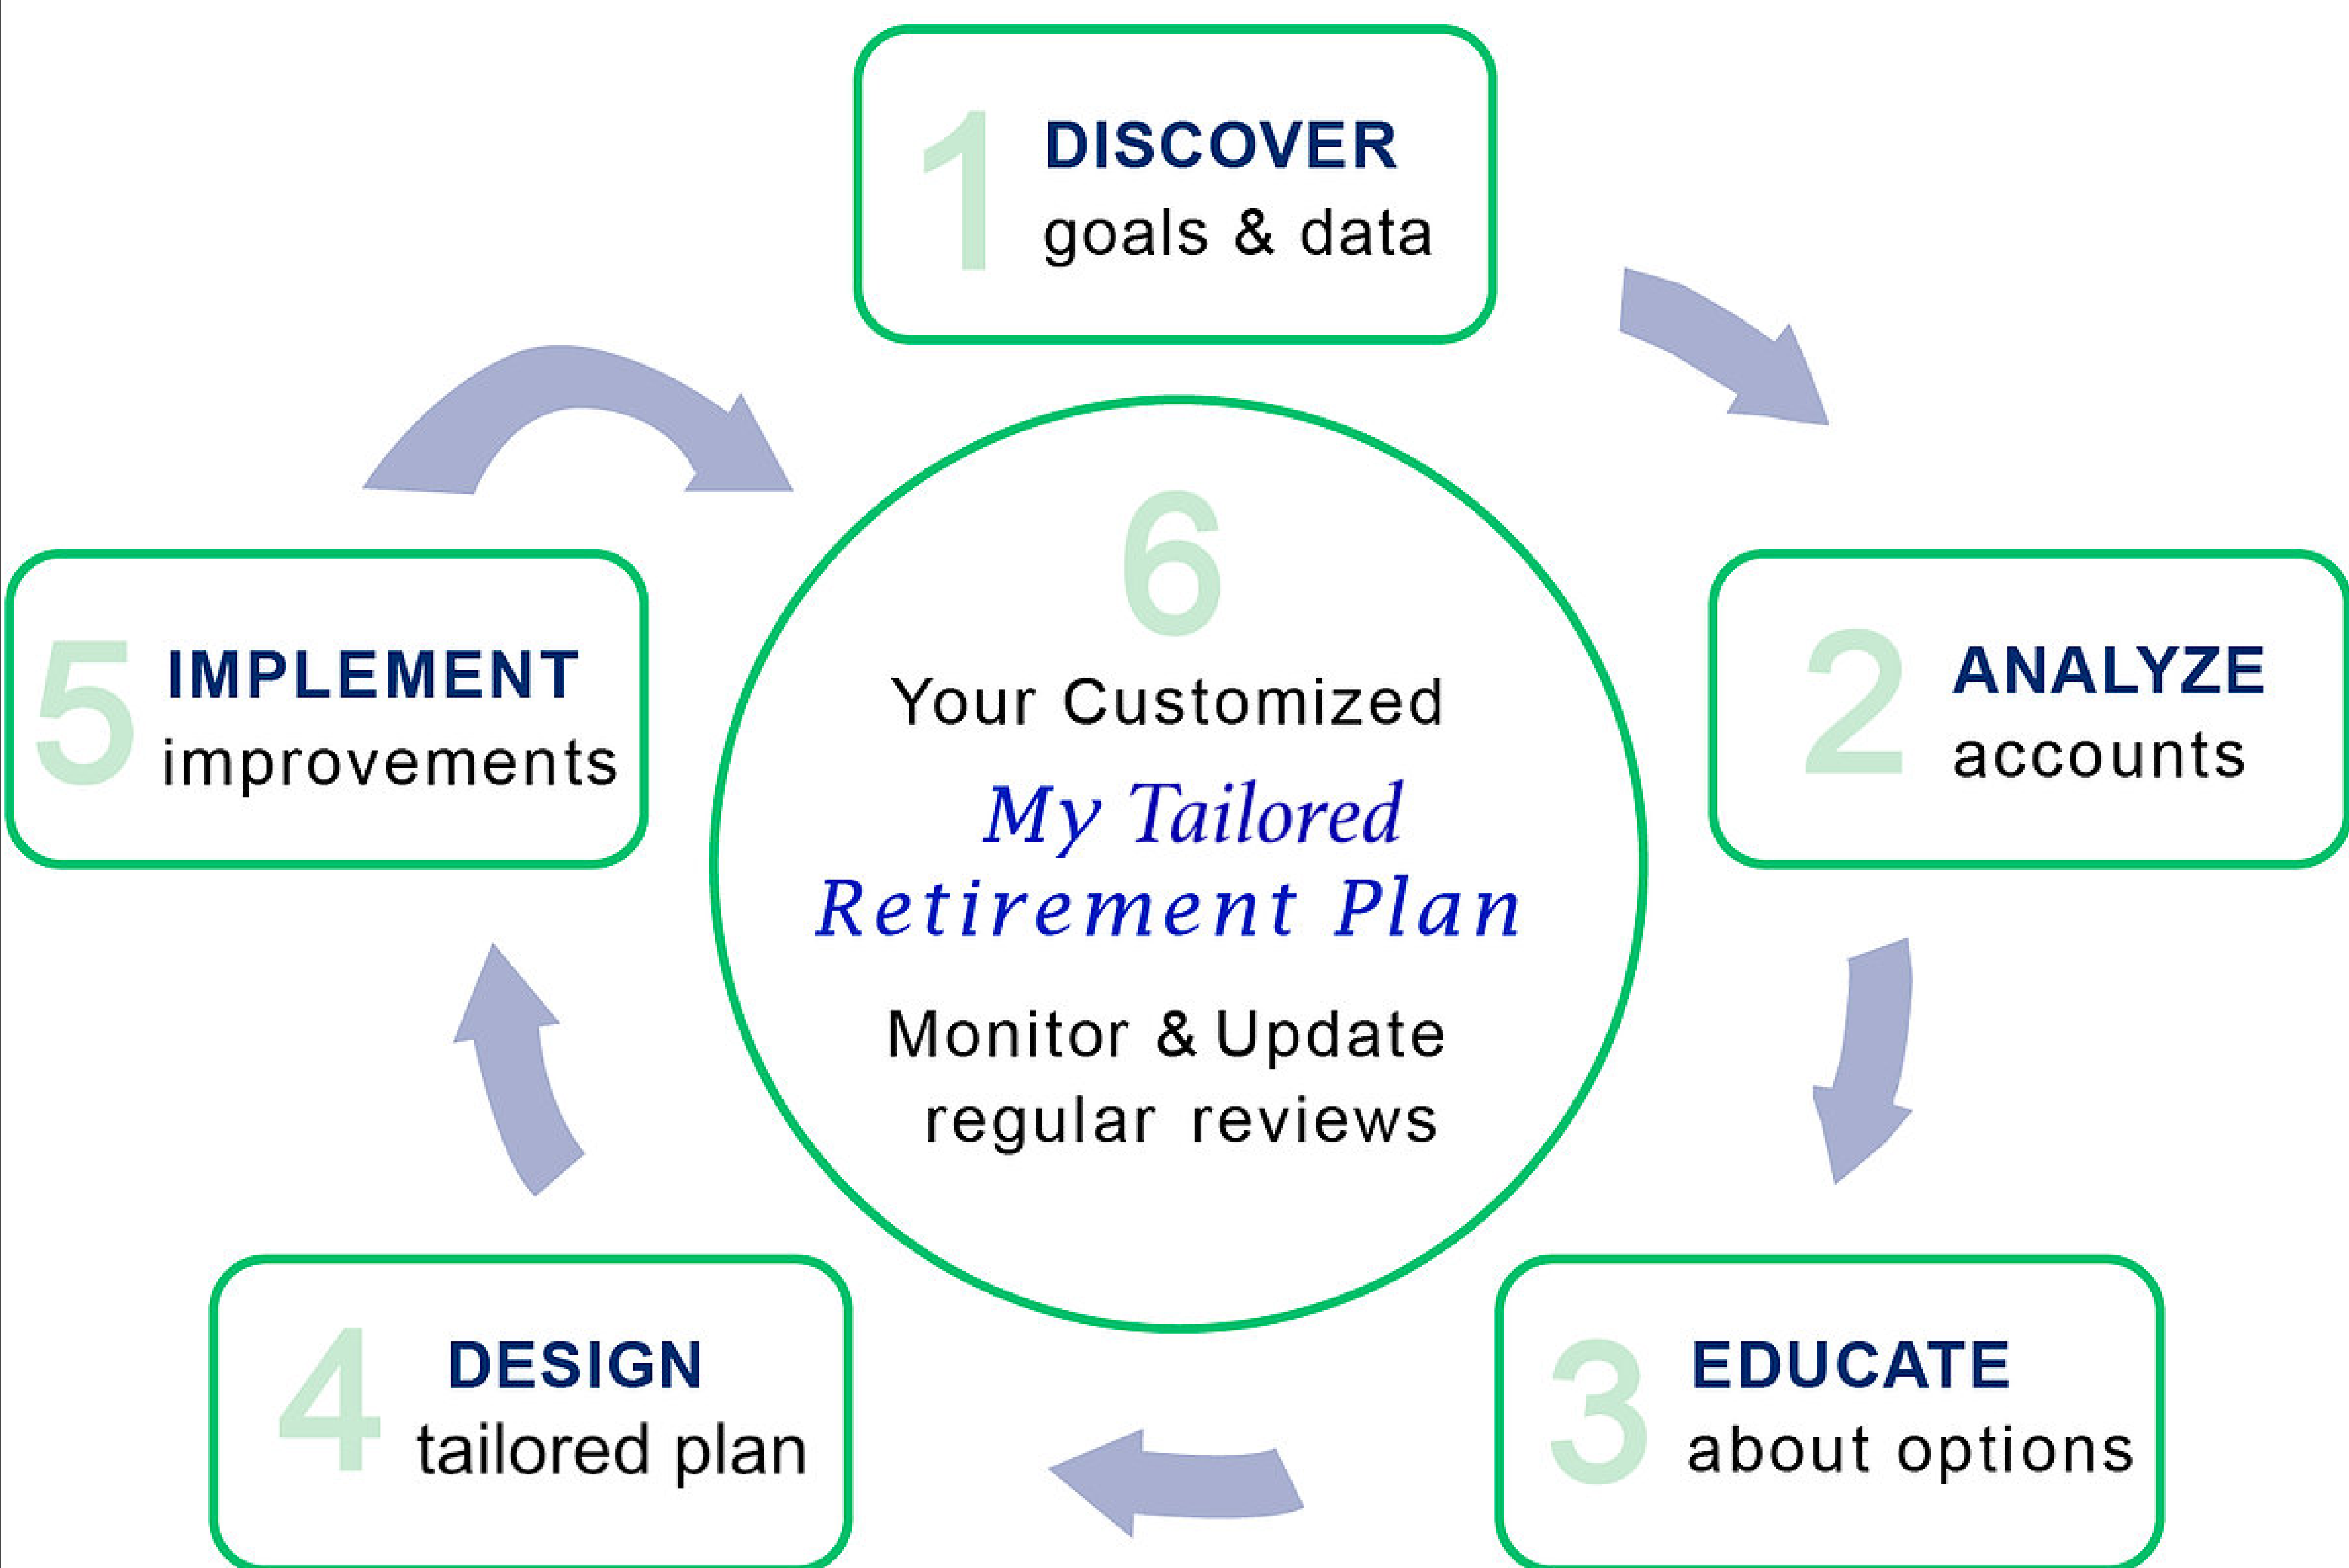 1
DISCOVER
goals & data
2
ANALYZE
accounts
3
EDUCATE
about options
4
DESIGN
tailored plan
5
IMPLEMENT
improvements
6
Your Customized
My Tailored
Retirement Plan
Monitor & Update
regular reviews